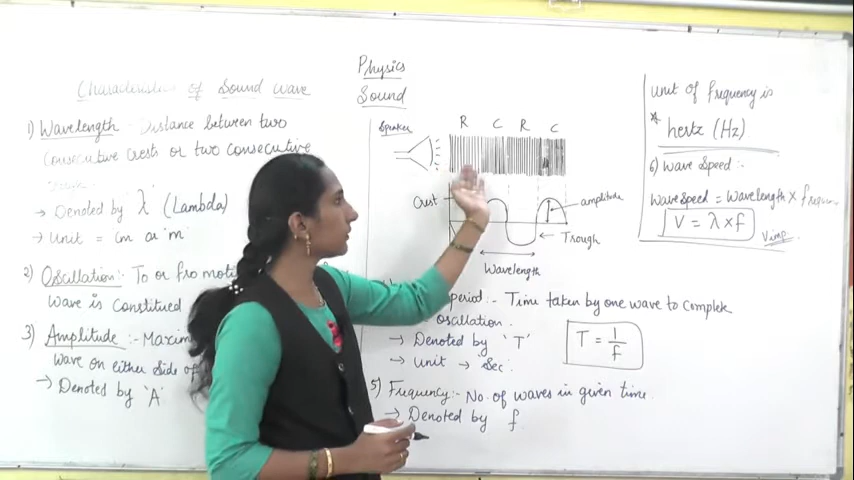 Physics
Sound
Characteristics of Sound wave
1) Wavelength - Distance between two
consecutive crests or two consecutive
→ Denoted by λ (Lambda)
→ Unit = cm or m
2) Oscillation:- To or fro moti
wave is constitued
3) Amplitude :- Maxim
wave on either side of
→ Denoted by 'A'
Speaker
R C R C
Crest
amplitude
Trough
Wavelength
period :- Time taken by one wave to complete
oscillation.
→ Denoted by 'T'
→ Unit → Sec
T = 1/f
5) Frequency:- No. of waves in given time.
→ Denoted by f.
Unit of frequency is
* hertz (Hz)
6) Wave Speed :-
Wave Speed = Wavelength × frequen
V = λ × f
V.imp.